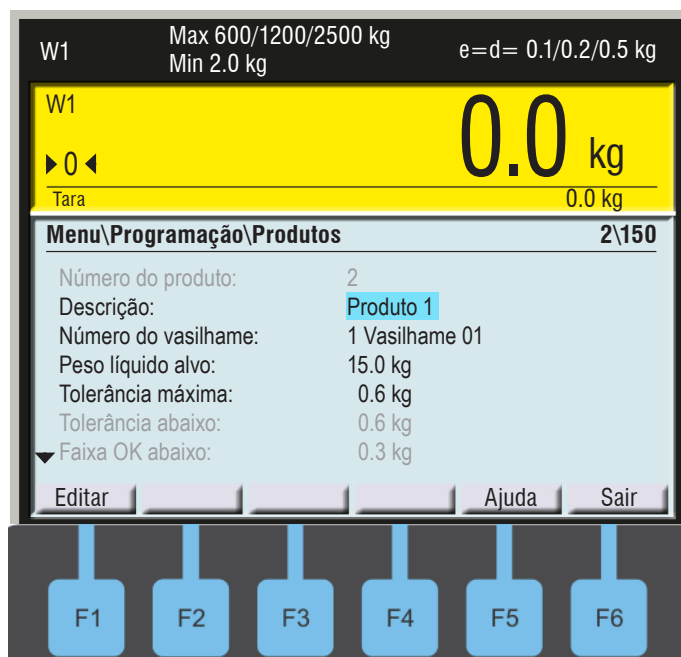 W1 Max 600/1200/2500 kg e=d= 0.1/0.2/0.5 kg
Min 2.0 kg
W1
0.0 kg
0
Tara 0.0 kg
Menu\Programação\Produtos 2\150
Número do produto: 2
Descrição: Produto 1
Número do vasilhame: 1 Vasilhame 01
Peso líquido alvo: 15.0 kg
Tolerância máxima: 0.6 kg
Tolerância abaixo: 0.6 kg
Faixa OK abaixo: 0.3 kg
Editar Ajuda Sair
F1 F2 F3 F4 F5 F6